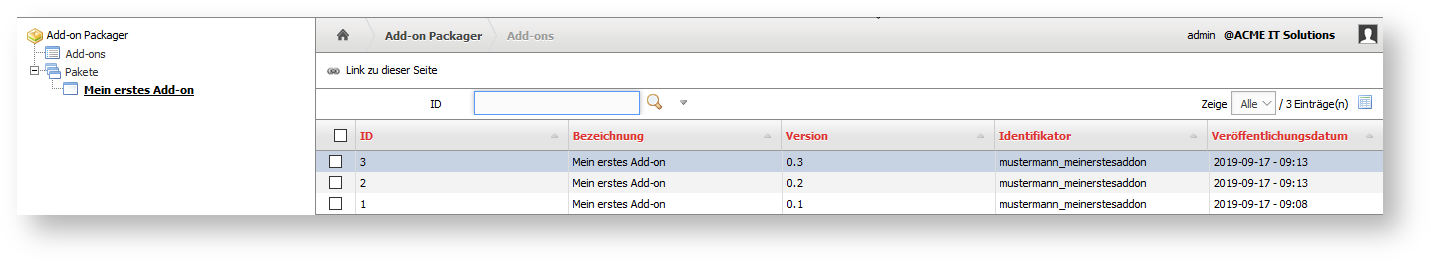 Add-on Packager
Add-ons
Pakete
Mein erstes Add-on
Add-on Packager Add-ons
admin @ACME IT Solutions
Link zu dieser Seite
ID Zeige Alle / 3 Einträge(n)
ID Bezeichnung Version Identifikator Veröffentlichungsdatum
3 Mein erstes Add-on 0.3 mustermann_meinerstesaddon 2019-09-17 - 09:13
2 Mein erstes Add-on 0.2 mustermann_meinerstesaddon 2019-09-17 - 09:13
1 Mein erstes Add-on 0.1 mustermann_meinerstesaddon 2019-09-17 - 09:08